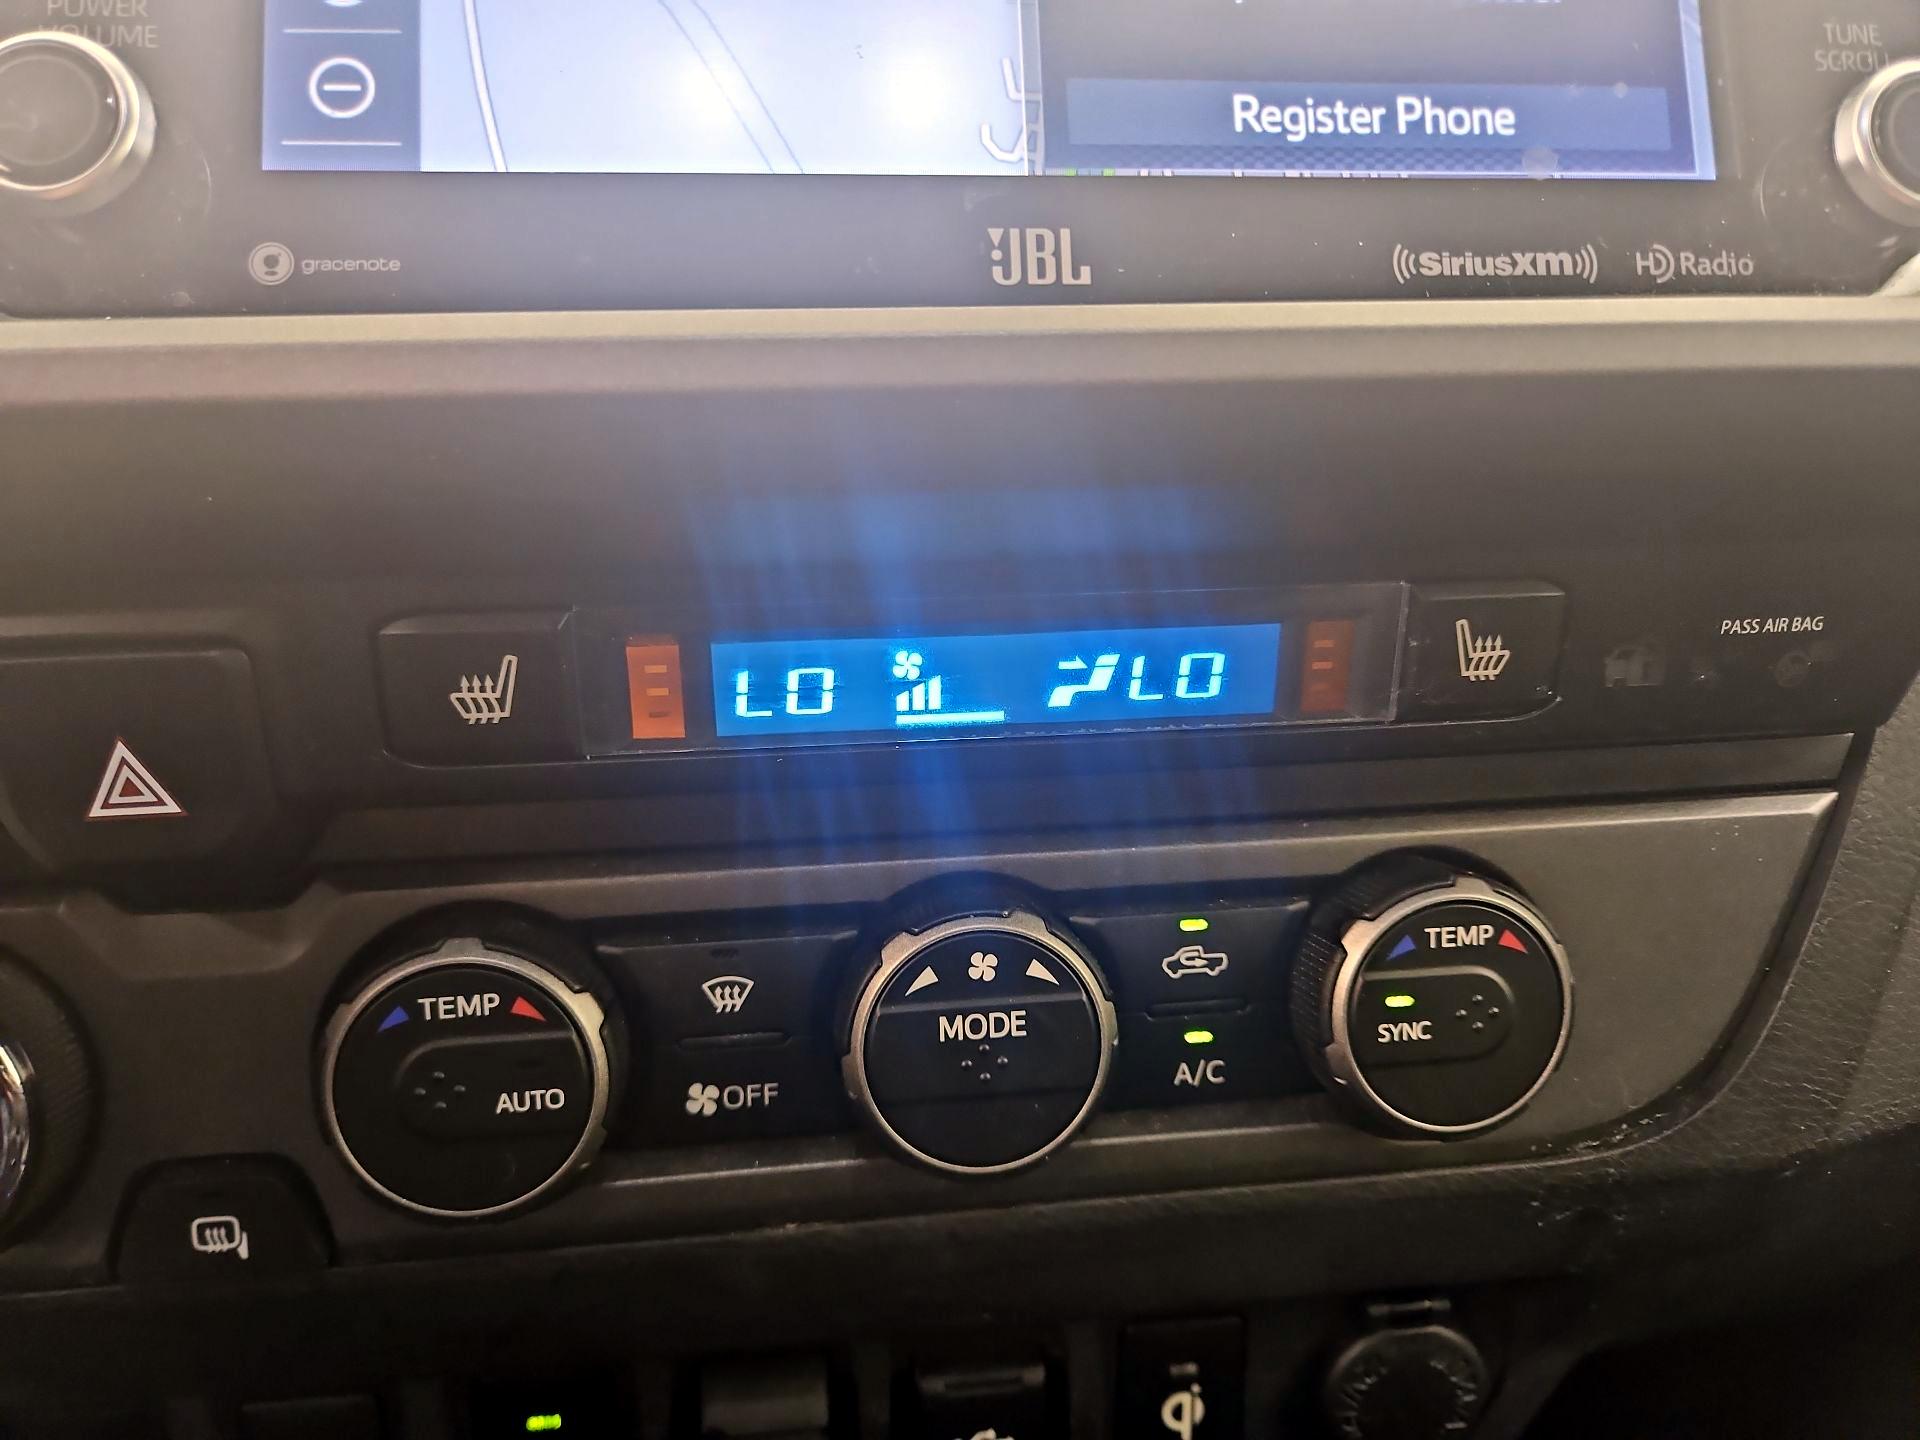 POWER
VOLUME
TUNE
SCROLL
Register Phone
gracenote
JBL
((SiriusXM))
HD Radio
PASS AIR BAG
LO
LO
TEMP
AUTO
OFF
MODE
A/C
TEMP
SYNC
qi